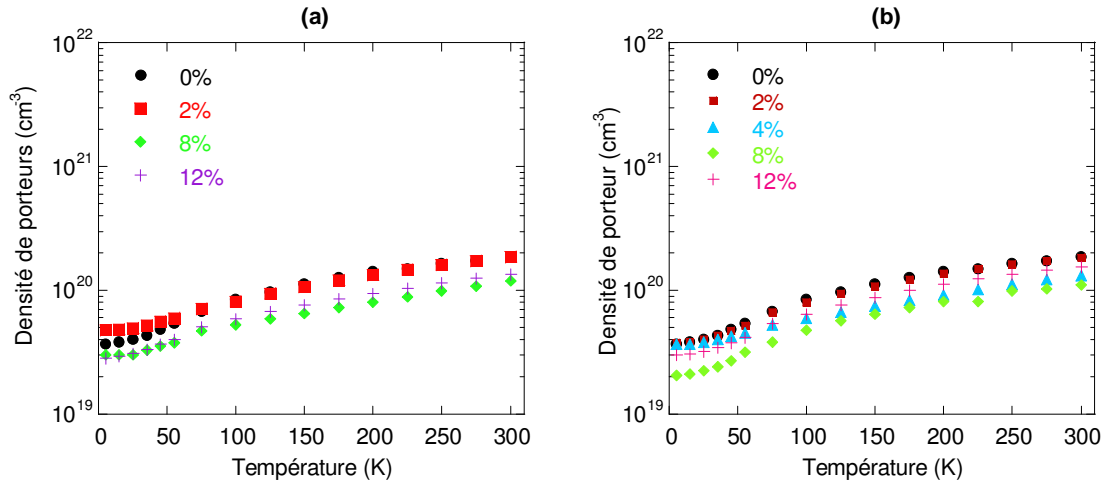 (a)
10^22
10^21
10^20
10^19
Densité de porteurs (cm^-3)
0%
2%
8%
12%
0 50 100 150 200 250 300
Température (K)
(b)
10^22
10^21
10^20
10^19
Densité de porteur (cm^-3)
0%
2%
4%
8%
12%
0 50 100 150 200 250 300
Température (K)